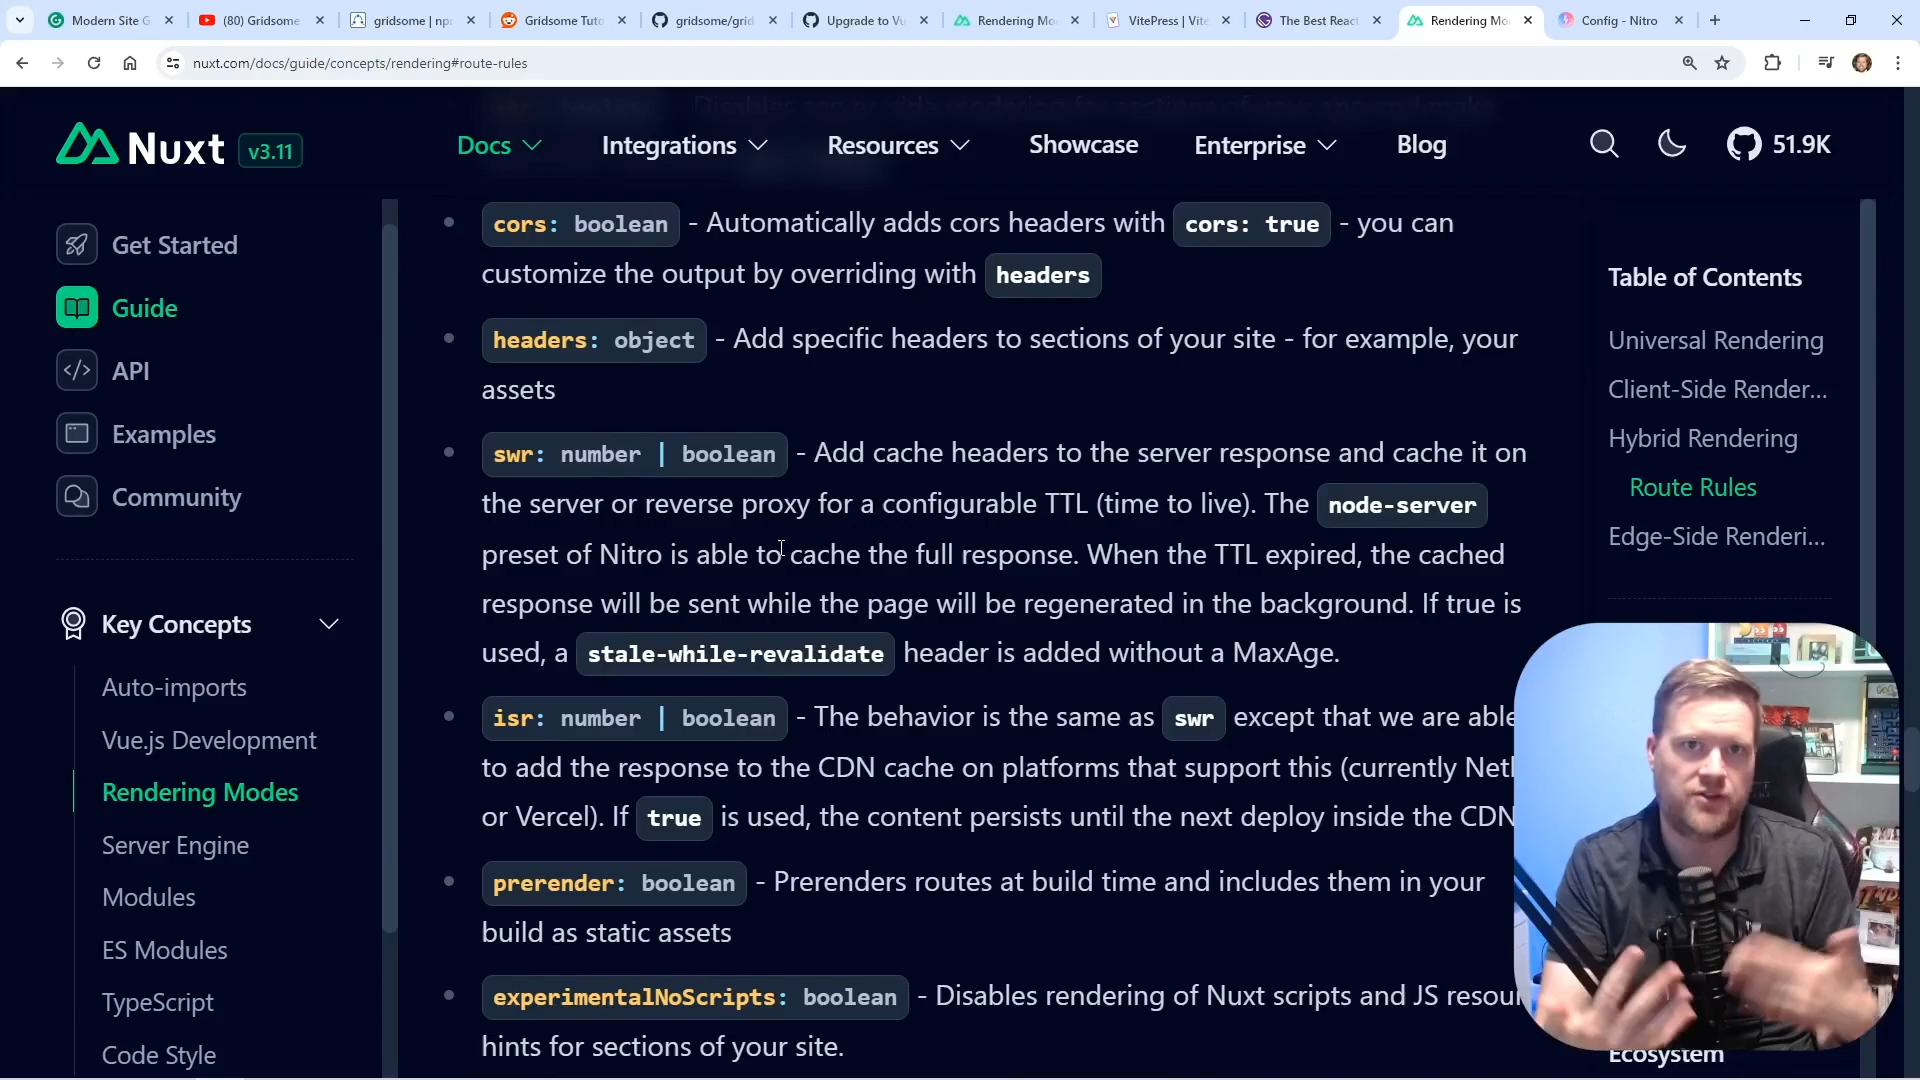 Modern Site G
(80) Gridsome
gridsome | npr
Gridsome Tuto
gridsome/grid
Upgrade to Vu
Rendering Mo
VitePress | Vite
The Best React
Rendering Mo
Config - Nitro
nuxt.com/docs/guide/concepts/rendering#route-rules
Nuxt v3.11
Docs
Integrations
Resources
Showcase
Enterprise
Blog
51.9K
Get Started
Guide
API
Examples
Community
Key Concepts
Auto-imports
Vue.js Development
Rendering Modes
Server Engine
Modules
ES Modules
TypeScript
Code Style
cors: boolean - Automatically adds cors headers with cors: true - you can
customize the output by overriding with headers
headers: object - Add specific headers to sections of your site - for example, your
assets
swr: number | boolean - Add cache headers to the server response and cache it on
the server or reverse proxy for a configurable TTL (time to live). The node-server
preset of Nitro is able to cache the full response. When the TTL expired, the cached
response will be sent while the page will be regenerated in the background. If true is
used, a stale-while-revalidate header is added without a MaxAge.
isr: number | boolean - The behavior is the same as swr except that we are able
to add the response to the CDN cache on platforms that support this (currently Netl
or Vercel). If true is used, the content persists until the next deploy inside the CDN
prerender: boolean - Prerenders routes at build time and includes them in your
build as static assets
experimentalNoScripts: boolean - Disables rendering of Nuxt scripts and JS resour
hints for sections of your site.
Table of Contents
Universal Rendering
Client-Side Render...
Hybrid Rendering
Route Rules
Edge-Side Renderi...
Ecosystem